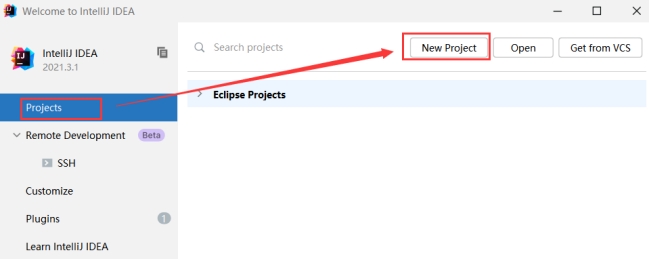 Welcome to IntelliJ IDEA
IntelliJ IDEA
2021.3.1
Search projects
New Project
Open
Get from VCS
Projects
Eclipse Projects
Remote Development Beta
SSH
Customize
Plugins 1
Learn IntelliJ IDEA